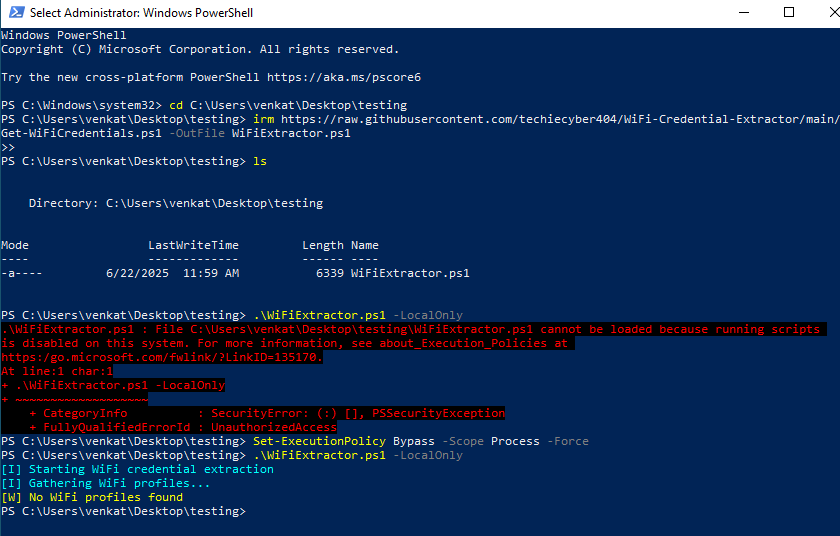 Select Administrator: Windows PowerShell
Windows PowerShell
Copyright (C) Microsoft Corporation. All rights reserved.
Try the new cross-platform PowerShell https://aka.ms/pscore6
PS C:\Windows\system32> cd C:\Users\venkat\Desktop\testing
PS C:\Users\venkat\Desktop\testing> irm https://raw.githubusercontent.com/techiecyber404/WiFi-Credential-Extractor/main/
Get-WiFiCredentials.ps1 -OutFile WiFiExtractor.ps1
>>
PS C:\Users\venkat\Desktop\testing> ls
    Directory: C:\Users\venkat\Desktop\testing
Mode                 LastWriteTime         Length Name
----                 -------------         ------ ----
-a----         6/22/2025  11:59 AM           6339 WiFiExtractor.ps1
PS C:\Users\venkat\Desktop\testing> .\WiFiExtractor.ps1 -LocalOnly
.\WiFiExtractor.ps1 : File C:\Users\venkat\Desktop\testing\WiFiExtractor.ps1 cannot be loaded because running scripts
is disabled on this system. For more information, see about_Execution_Policies at
https:/go.microsoft.com/fwlink/?LinkID=135170.
At line:1 char:1
+ .\WiFiExtractor.ps1 -LocalOnly
+ ~~~~~~~~~~~~~~~~~~~
    + CategoryInfo          : SecurityError: (:) [], PSSecurityException
    + FullyQualifiedErrorId : UnauthorizedAccess
PS C:\Users\venkat\Desktop\testing> Set-ExecutionPolicy Bypass -Scope Process -Force
PS C:\Users\venkat\Desktop\testing> .\WiFiExtractor.ps1 -LocalOnly
[I] Starting WiFi credential extraction
[I] Gathering WiFi profiles...
[W] No WiFi profiles found
PS C:\Users\venkat\Desktop\testing>